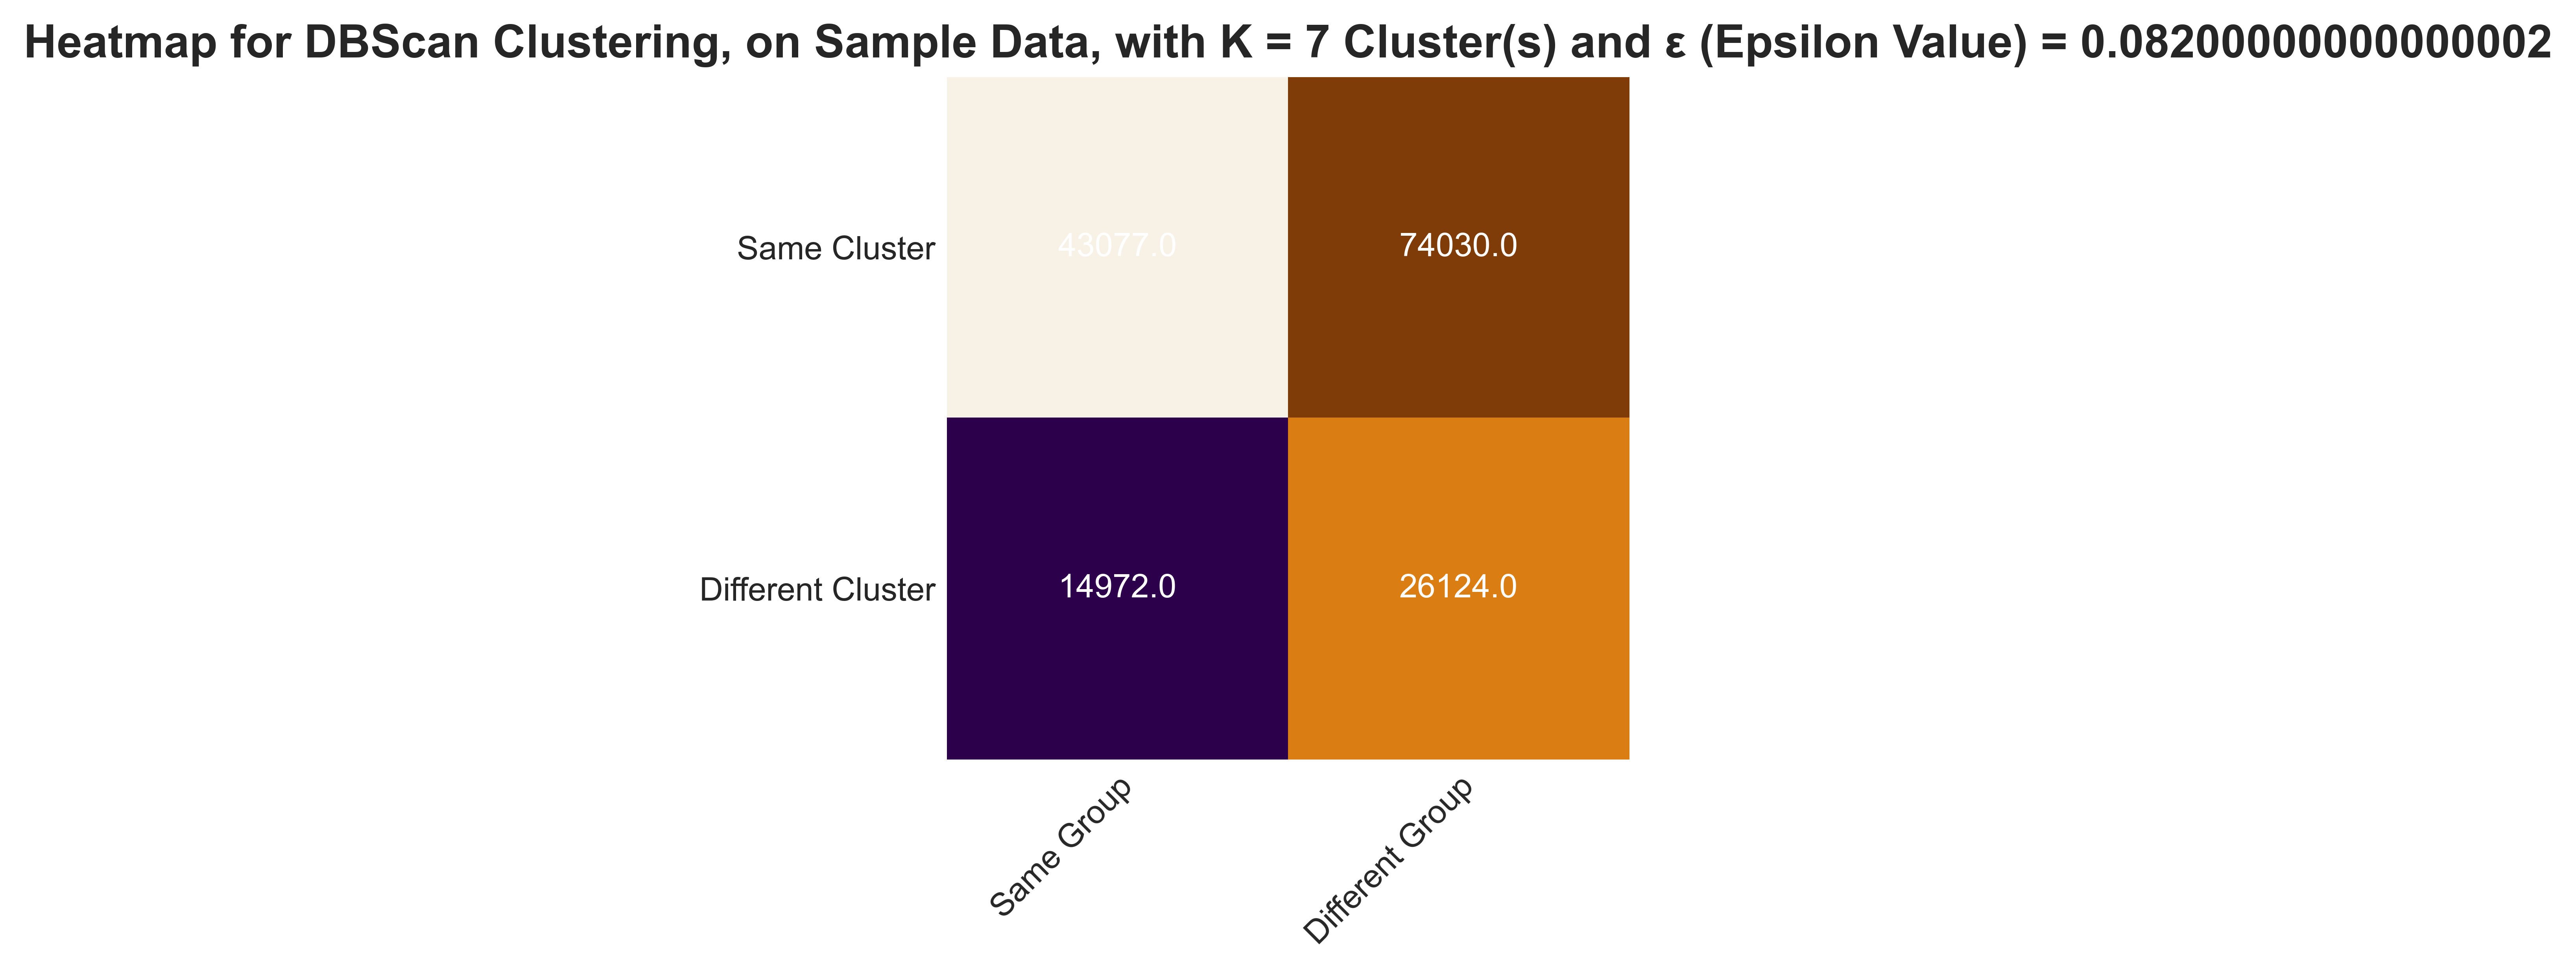 Heatmap for DBScan Clustering, on Sample Data, with K = 7 Cluster(s) and ε (Epsilon Value) = 0.08200000000000002
Same Cluster
43077.0
74030.0
Different Cluster
14972.0
26124.0
Same Group
Different Group